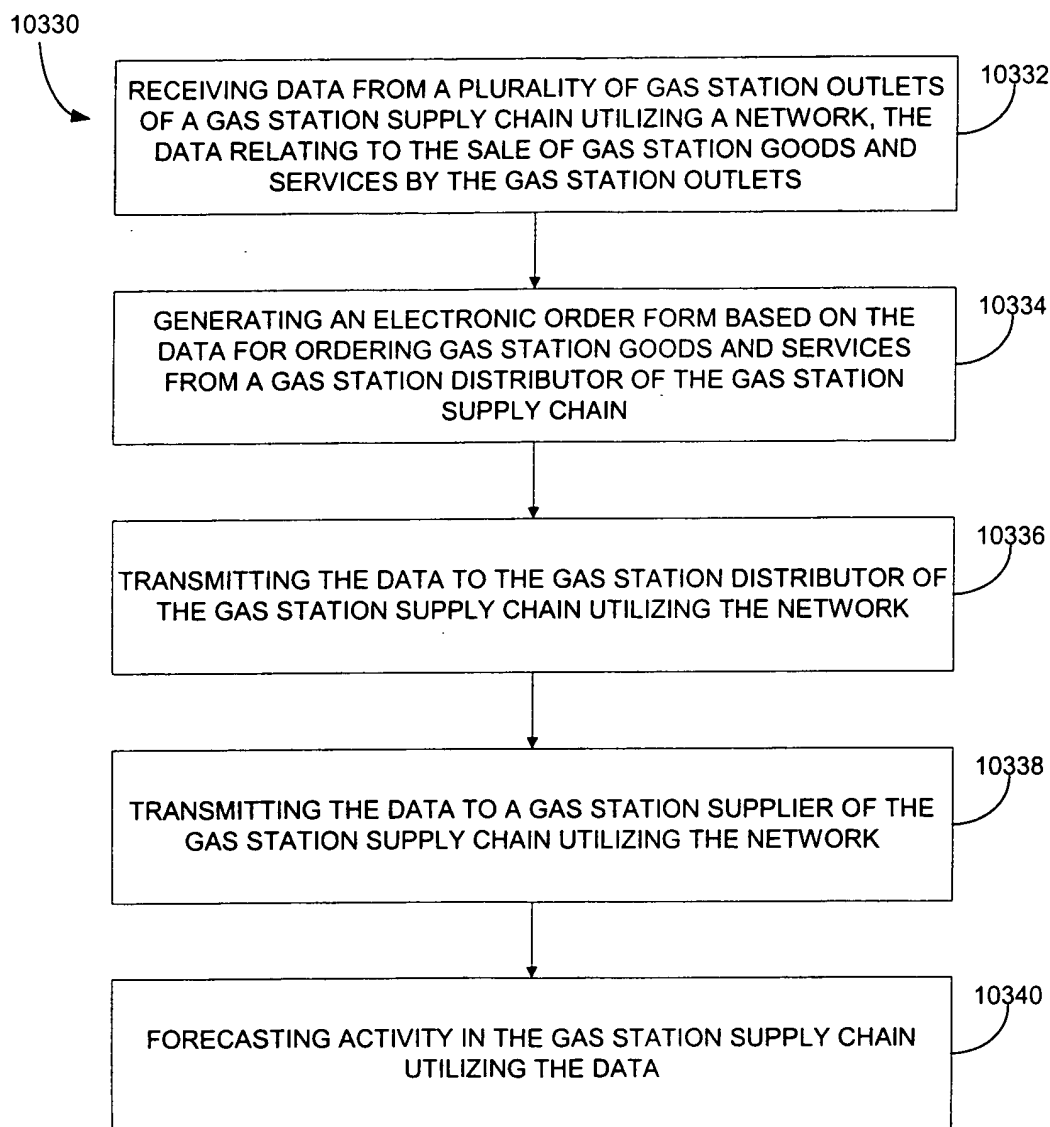 10330
10332
RECEIVING DATA FROM A PLURALITY OF GAS STATION OUTLETS
OF A GAS STATION SUPPLY CHAIN UTILIZING A NETWORK, THE
DATA RELATING TO THE SALE OF GAS STATION GOODS AND
SERVICES BY THE GAS STATION OUTLETS
10334
GENERATING AN ELECTRONIC ORDER FORM BASED ON THE
DATA FOR ORDERING GAS STATION GOODS AND SERVICES
FROM A GAS STATION DISTRIBUTOR OF THE GAS STATION
SUPPLY CHAIN
10336
TRANSMITTING THE DATA TO THE GAS STATION DISTRIBUTOR OF
THE GAS STATION SUPPLY CHAIN UTILIZING THE NETWORK
10338
TRANSMITTING THE DATA TO A GAS STATION SUPPLIER OF THE
GAS STATION SUPPLY CHAIN UTILIZING THE NETWORK
10340
FORECASTING ACTIVITY IN THE GAS STATION SUPPLY CHAIN
UTILIZING THE DATA